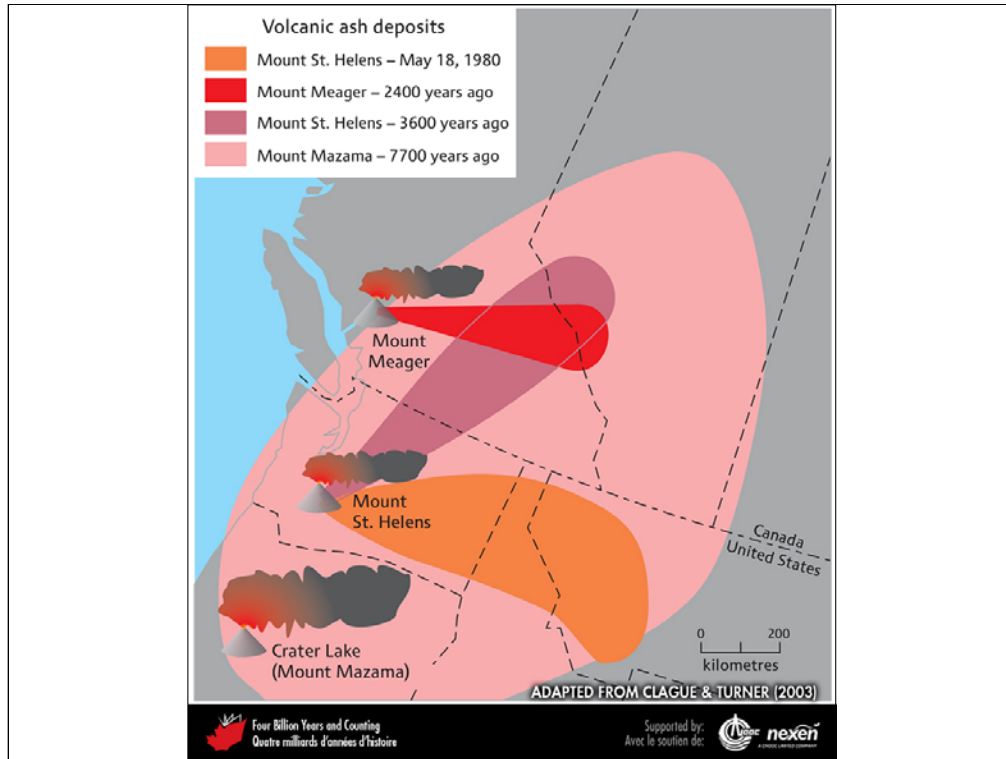 Volcanic ash deposits
Mount St. Helens – May 18, 1980
Mount Meager – 2400 years ago
Mount St. Helens – 3600 years ago
Mount Mazama – 7700 years ago
Mount
Meager
Mount
St. Helens
Canada
United States
Crater Lake
(Mount Mazama)
0 200
kilometres
ADAPTED FROM CLAGUE & TURNER (2003)
Four Billion Years and Counting
Quatre milliards d'années d'histoire
Supported by:
Avec le soutien de:
nexen
A CNOOC LIMITED COMPANY